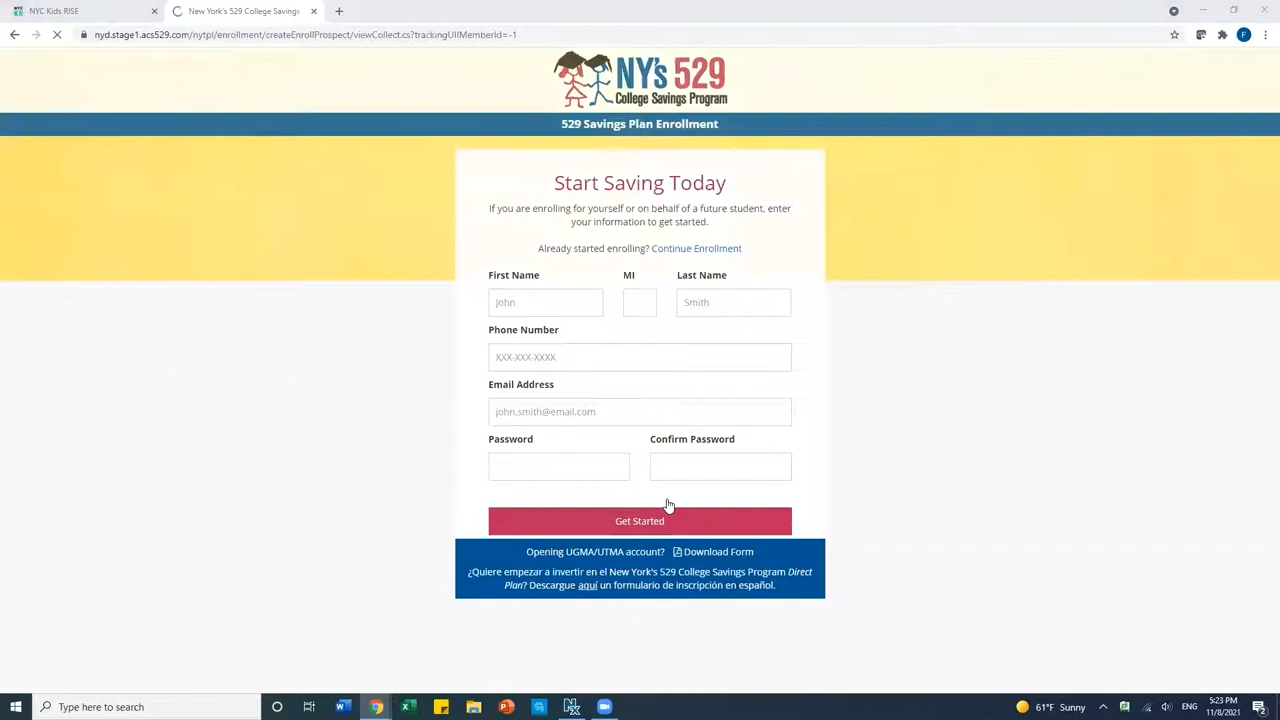 NYC Kids RISE
New York's 529 College Savings
nyd.stage1.acs529.com/nytpl/enrollment/createEnrollProspect/viewCollect.cs?trackingUIIMemberId=-1
F
NY's 529
College Savings Program
529 Savings Plan Enrollment
Start Saving Today
If you are enrolling for yourself or on behalf of a future student, enter
your information to get started.
Already started enrolling? Continue Enrollment
First Name MI Last Name
John Smith
Phone Number
XXX-XXX-XXXX
Email Address
john.smith@email.com
Password Confirm Password
Get Started
Opening UGMA/UTMA account? Download Form
¿Quiere empezar a invertir en el New York's 529 College Savings Program Direct
Plan? Descargue aquí un formulario de inscripción en español.
Type here to search
61°F Sunny
5:23 PM
11/8/2021